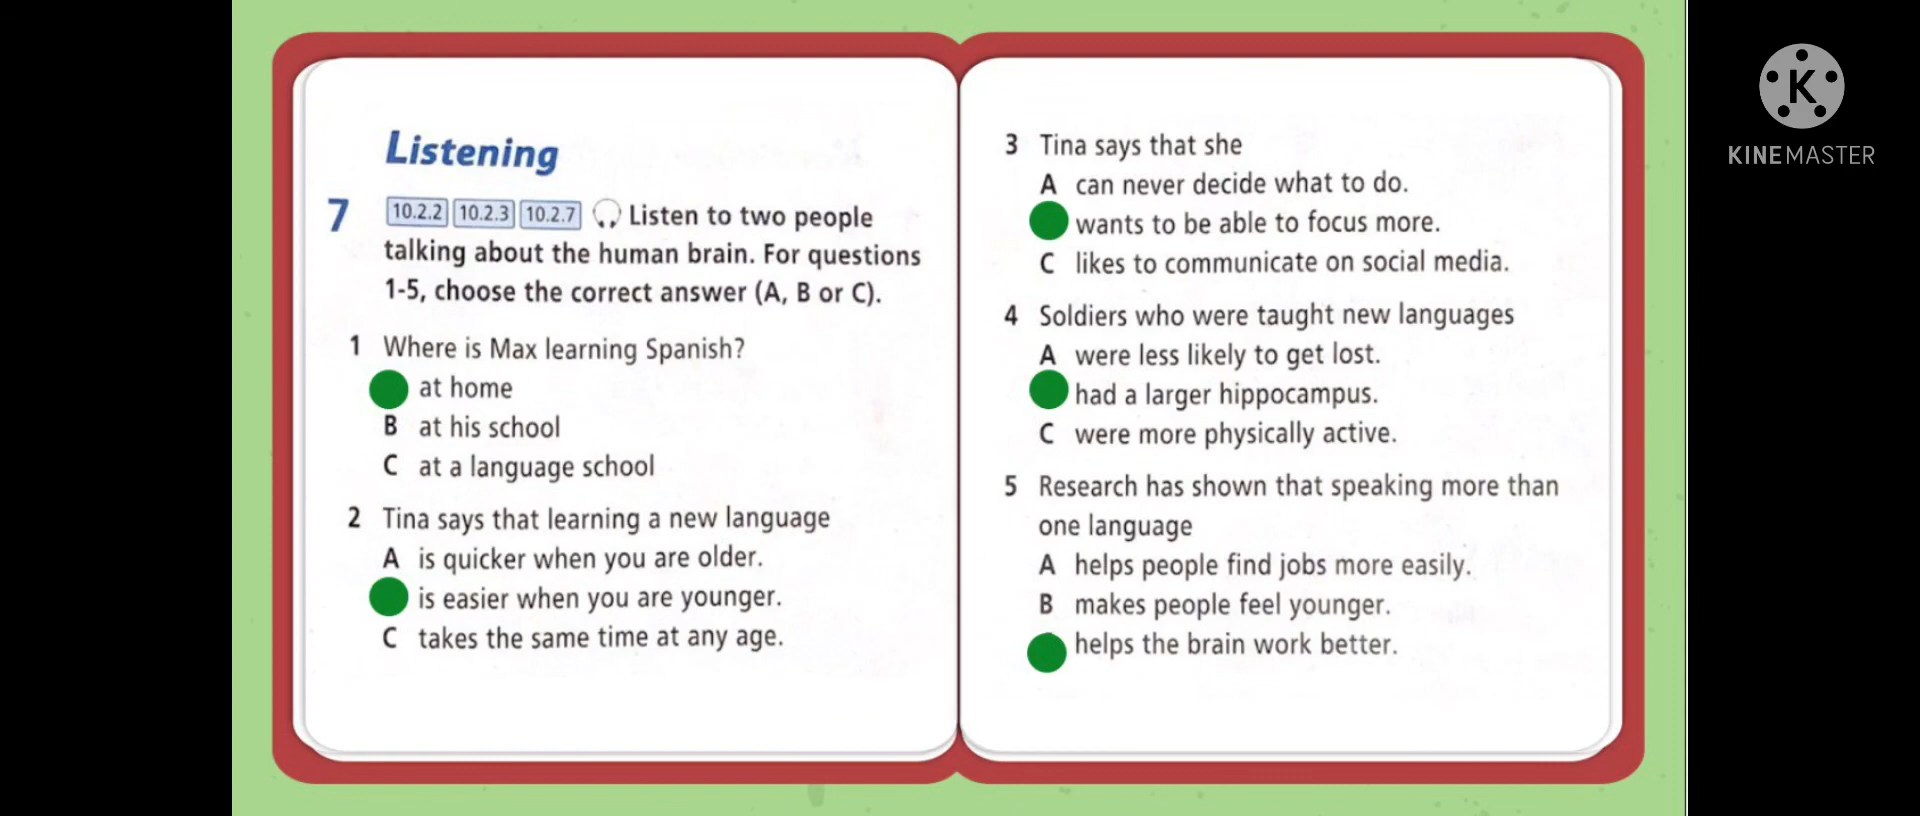 Listening
7 10.2.2 10.2.3 10.2.7 Listen to two people
talking about the human brain. For questions
1-5, choose the correct answer (A, B or C).
1 Where is Max learning Spanish?
at home
B at his school
C at a language school
2 Tina says that learning a new language
A is quicker when you are older.
is easier when you are younger.
C takes the same time at any age.
3 Tina says that she
A can never decide what to do.
wants to be able to focus more.
C likes to communicate on social media.
4 Soldiers who were taught new languages
A were less likely to get lost.
had a larger hippocampus.
C were more physically active.
5 Research has shown that speaking more than
one language
A helps people find jobs more easily.
B makes people feel younger.
helps the brain work better.
K
KINEMASTER